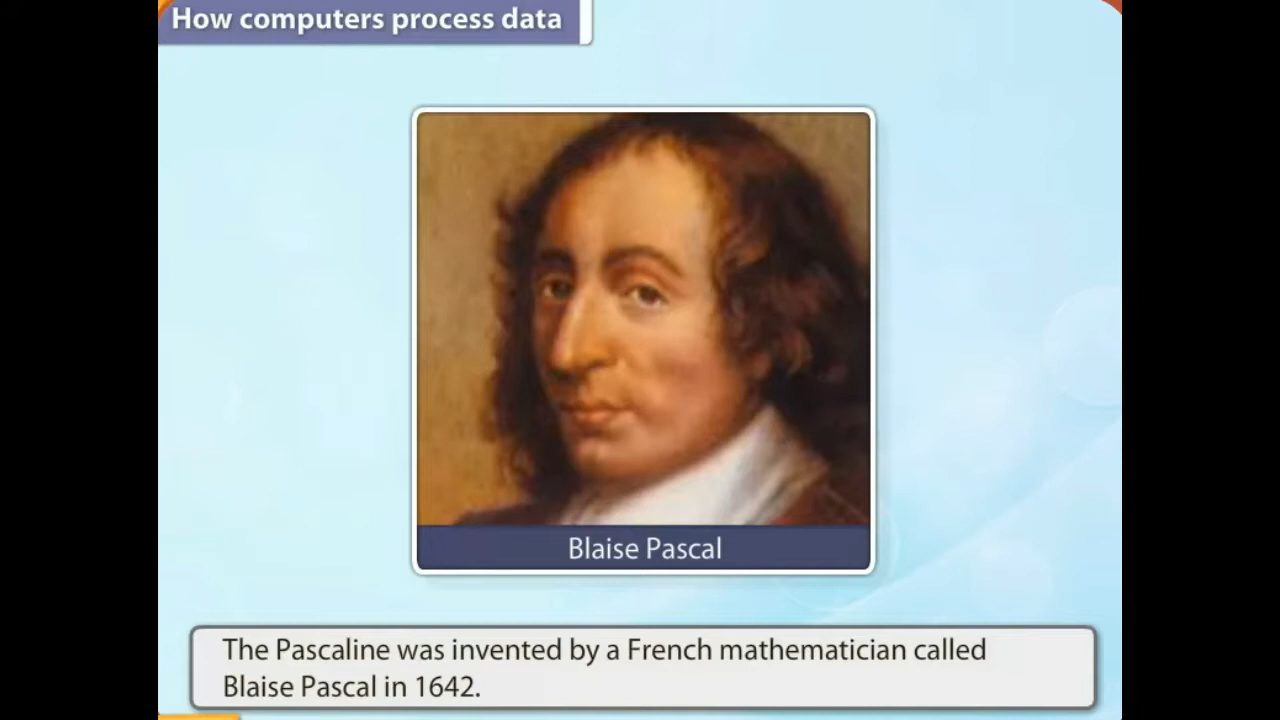 How computers process data
Blaise Pascal
The Pascaline was invented by a French mathematician called
Blaise Pascal in 1642.